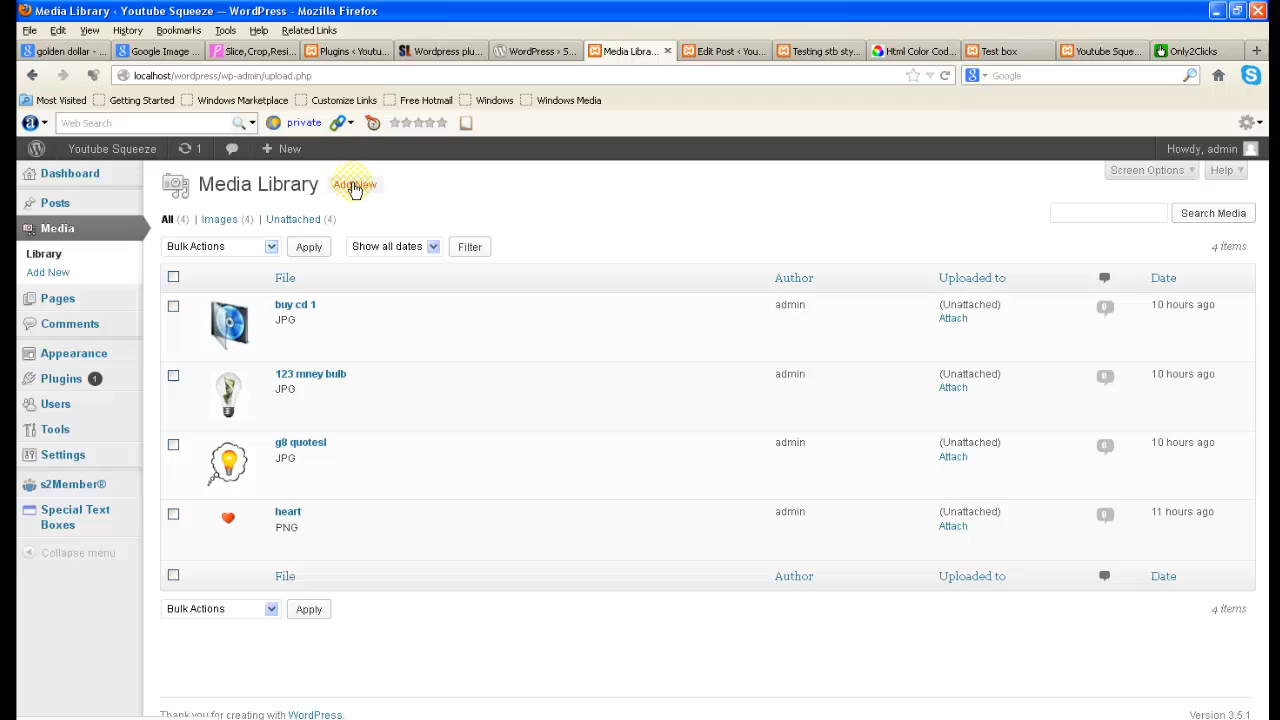 Media Library ‹ Youtube Squeeze — WordPress - Mozilla Firefox
File Edit View History Bookmarks Tools Help Related Links
golden dollar - ... Google Image ... Slice,Crop,Resi... Plugins ‹ Youtu... Wordpress plu... WordPress › S... Media Libra... Edit Post ‹ You... Testing stb sty... Html Color Cod... Test box Youtube Sque... Only2Clicks
localhost/wordpress/wp-admin/upload.php Google
Most Visited Getting Started Windows Marketplace Customize Links Free Hotmail Windows Windows Media
Web Search private
Youtube Squeeze 1 New Howdy, admin
Dashboard
Posts
Media
Library
Add New
Pages
Comments
Appearance
Plugins 1
Users
Tools
Settings
s2Member®
Special Text
Boxes
Collapse menu
Screen Options Help
Media Library Add New
All (4) | Images (4) | Unattached (4)
Search Media
Bulk Actions Apply Show all dates Filter 4 items
File Author Uploaded to Date
buy cd 1 admin (Unattached) 0 10 hours ago
JPG Attach
123 mney bulb admin (Unattached) 0 10 hours ago
JPG Attach
g8 quotesl admin (Unattached) 0 10 hours ago
JPG Attach
heart admin (Unattached) 0 11 hours ago
PNG Attach
File Author Uploaded to Date
Bulk Actions Apply 4 items
Thank you for creating with WordPress. Version 3.5.1